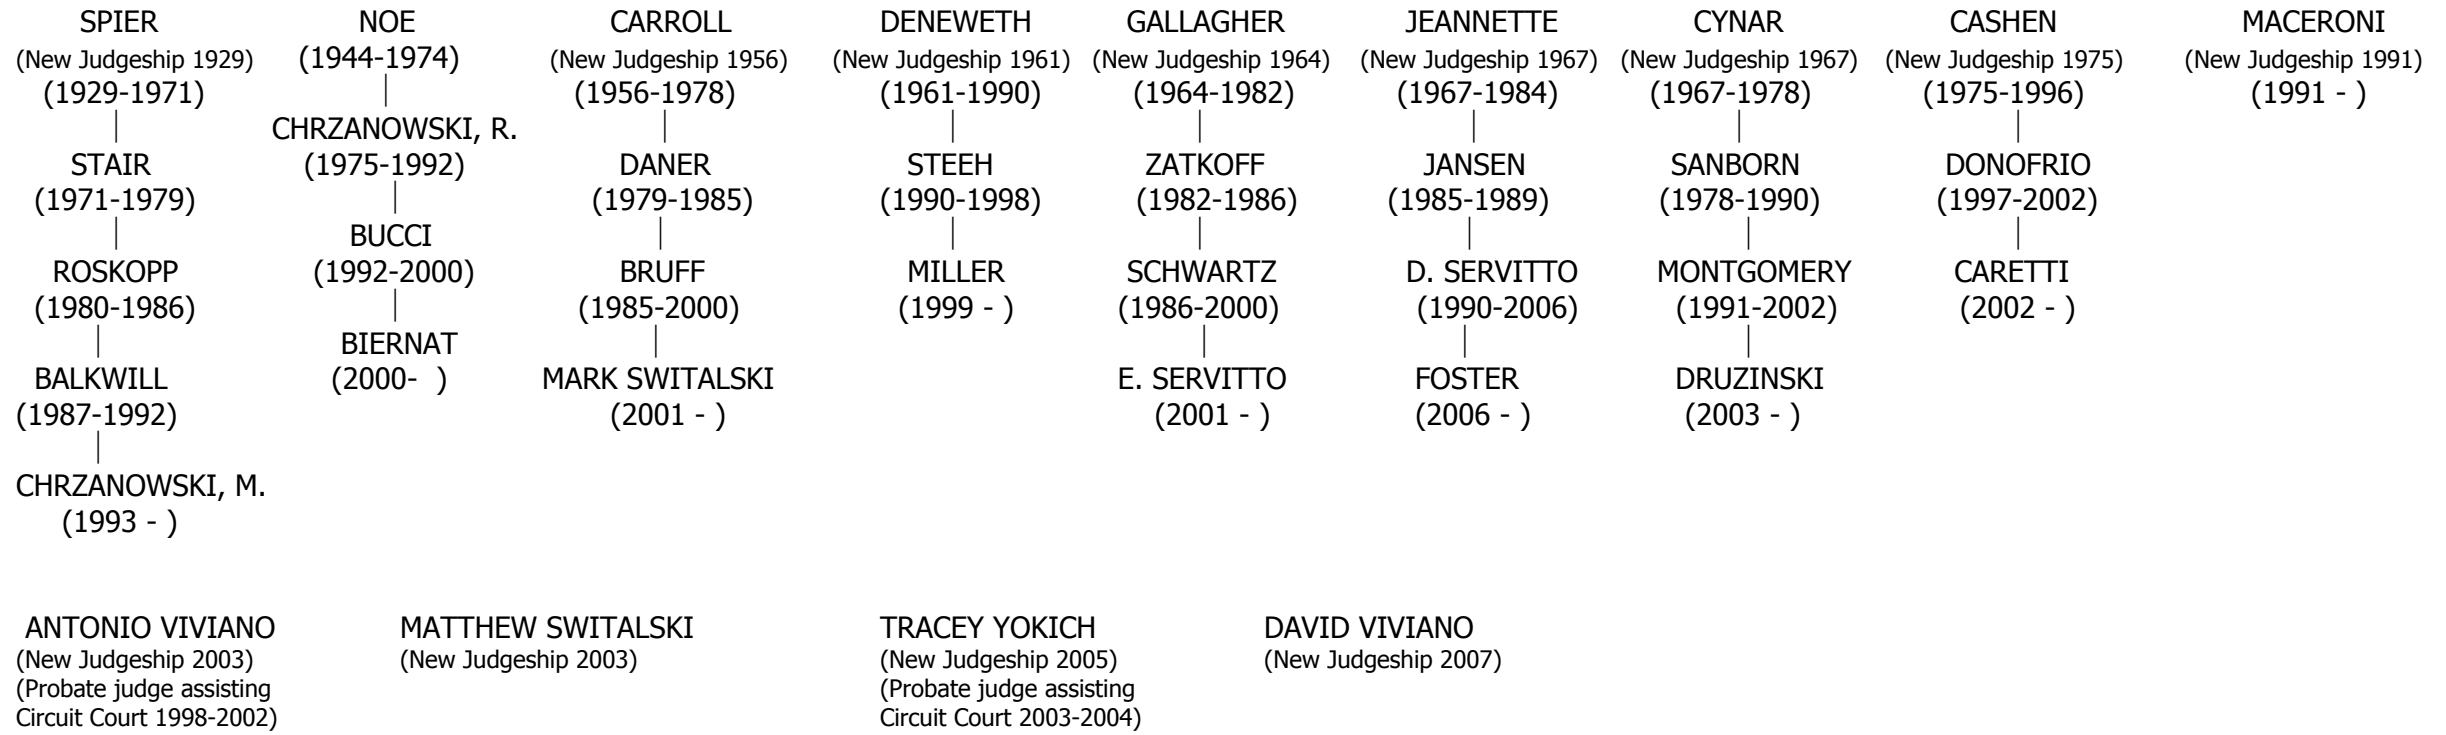 SPIER
(New Judgeship 1929)
(1929-1971)
STAIR
(1971-1979)
ROSKOPP
(1980-1986)
BALKWILL
(1987-1992)
CHRZANOWSKI, M.
(1993 - )
NOE
(1944-1974)
CHRZANOWSKI, R.
(1975-1992)
BUCCI
(1992-2000)
BIERNAT
(2000-  )
CARROLL
(New Judgeship 1956)
(1956-1978)
DANER
(1979-1985)
BRUFF
(1985-2000)
MARK SWITALSKI
(2001 - )
DENEWETH
(New Judgeship 1961)
(1961-1990)
STEEH
(1990-1998)
MILLER
(1999 - )
GALLAGHER
(New Judgeship 1964)
(1964-1982)
ZATKOFF
(1982-1986)
SCHWARTZ
(1986-2000)
E. SERVITTO
(2001 - )
JEANNETTE
(New Judgeship 1967)
(1967-1984)
JANSEN
(1985-1989)
D. SERVITTO
(1990-2006)
FOSTER
(2006 - )
CYNAR
(New Judgeship 1967)
(1967-1978)
SANBORN
(1978-1990)
MONTGOMERY
(1991-2002)
DRUZINSKI
(2003 - )
CASHEN
(New Judgeship 1975)
(1975-1996)
DONOFRIO
(1997-2002)
CARETTI
(2002 - )
MACERONI
(New Judgeship 1991)
(1991 - )
ANTONIO VIVIANO
(New Judgeship 2003)
(Probate judge assisting
Circuit Court 1998-2002)
MATTHEW SWITALSKI
(New Judgeship 2003)
TRACEY YOKICH
(New Judgeship 2005)
(Probate judge assisting
Circuit Court 2003-2004)
DAVID VIVIANO
(New Judgeship 2007)